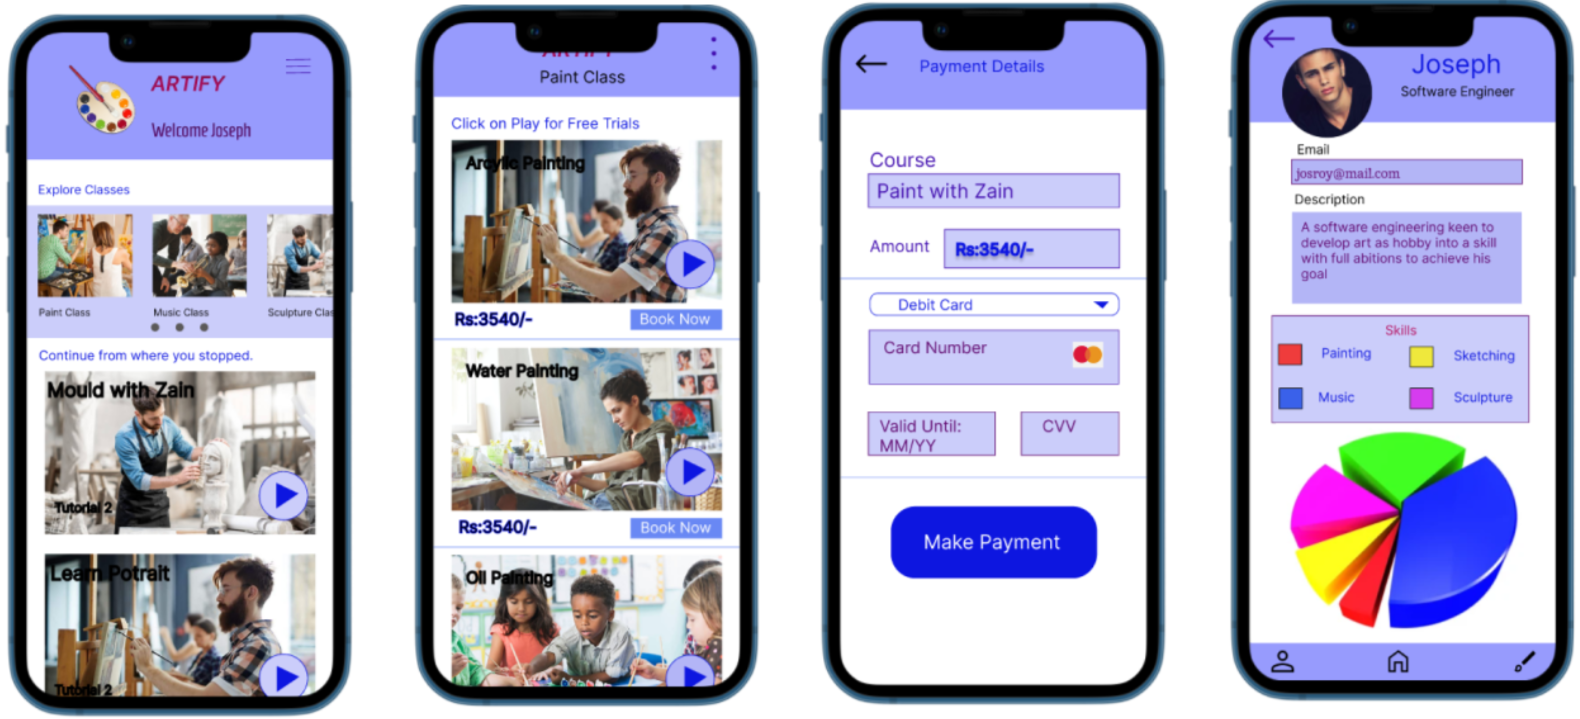 ARTIFY
Welcome Joseph
Explore Classes
Paint Class
Music Class
Sculpture Clas
Continue from where you stopped.
Mould with Zain
Tutorial 2
Learn Potrait
Tutorial 2
ARTIFY
Paint Class
Click on Play for Free Trials
Arcylic Painting
Rs:3540/-
Book Now
Water Painting
Rs:3540/-
Book Now
Oil Painting
Payment Details
Course
Paint with Zain
Amount
Rs:3540/-
Debit Card
Card Number
Valid Until:
MM/YY
CVV
Make Payment
Joseph
Software Engineer
Email
josroy@mail.com
Description
A software engineering keen to
develop art as hobby into a skill
with full abitions to achieve his
goal
Skills
Painting
Sketching
Music
Sculpture